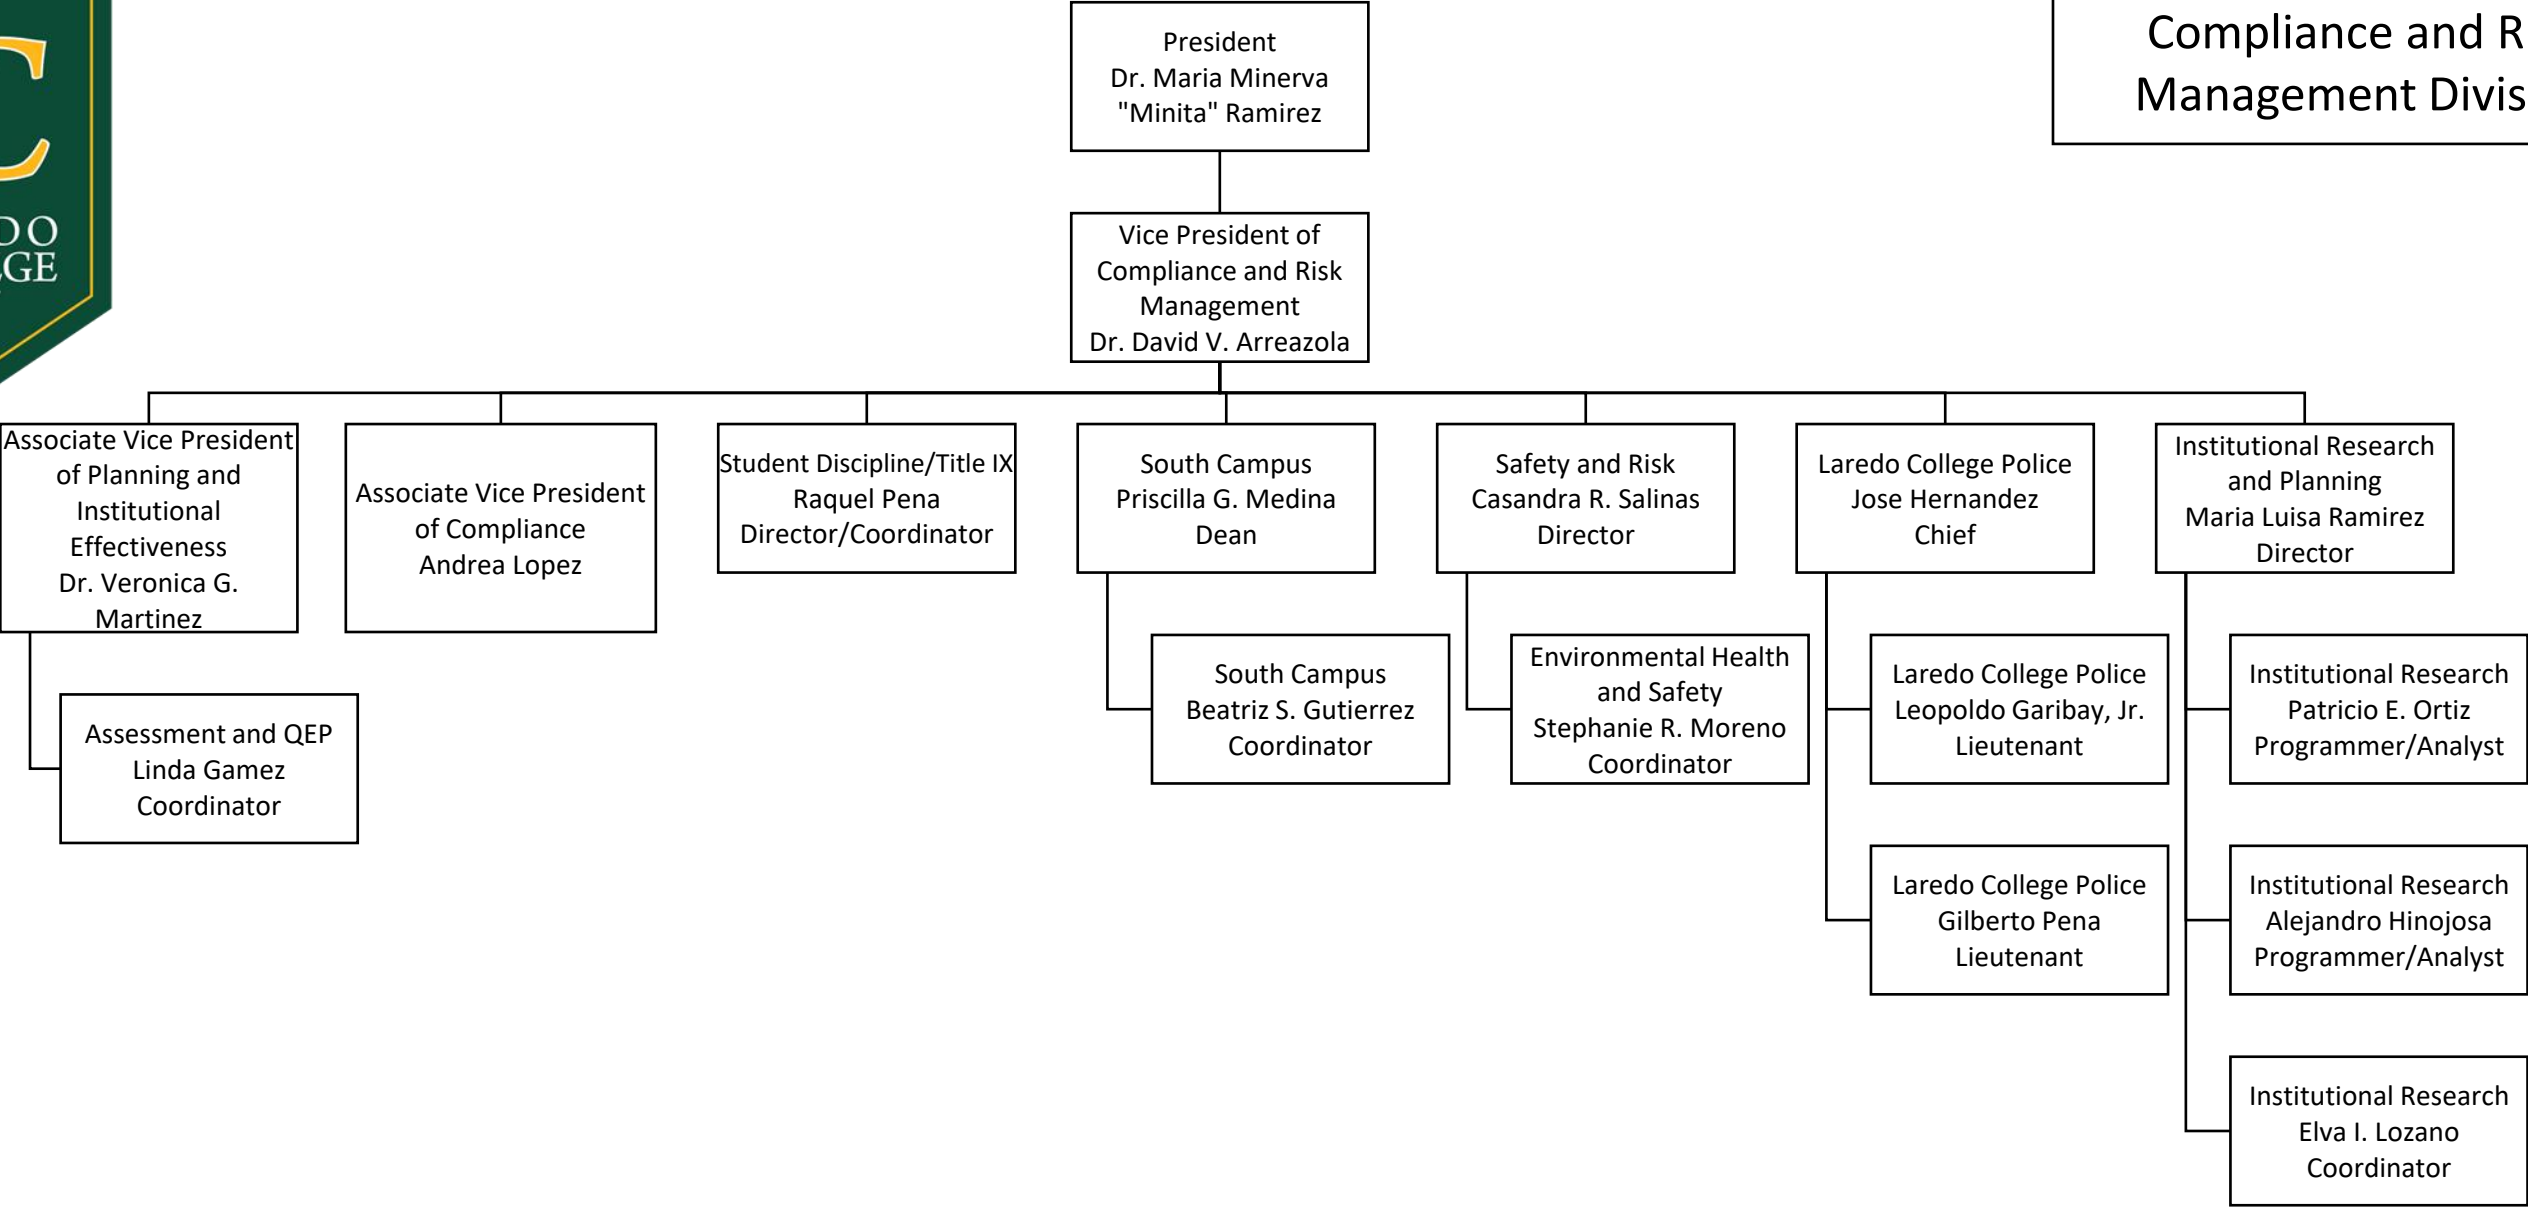 President
Dr. Maria Minerva
"Minita" Ramirez
Compliance and R
Management Divis
DO
GE
Vice President of
Compliance and Risk
Management
Dr. David V. Arreazola
Associate Vice President
of Planning and
Institutional
Effectiveness
Dr. Veronica G.
Martinez
Associate Vice President
of Compliance
Andrea Lopez
Student Discipline/Title IX
Raquel Pena
Director/Coordinator
South Campus
Priscilla G. Medina
Dean
Safety and Risk
Casandra R. Salinas
Director
Laredo College Police
Jose Hernandez
Chief
Institutional Research
and Planning
Maria Luisa Ramirez
Director
Assessment and QEP
Linda Gamez
Coordinator
South Campus
Beatriz S. Gutierrez
Coordinator
Environmental Health
and Safety
Stephanie R. Moreno
Coordinator
Laredo College Police
Leopoldo Garibay, Jr.
Lieutenant
Institutional Research
Patricio E. Ortiz
Programmer/Analyst
Laredo College Police
Gilberto Pena
Lieutenant
Institutional Research
Alejandro Hinojosa
Programmer/Analyst
Institutional Research
Elva I. Lozano
Coordinator